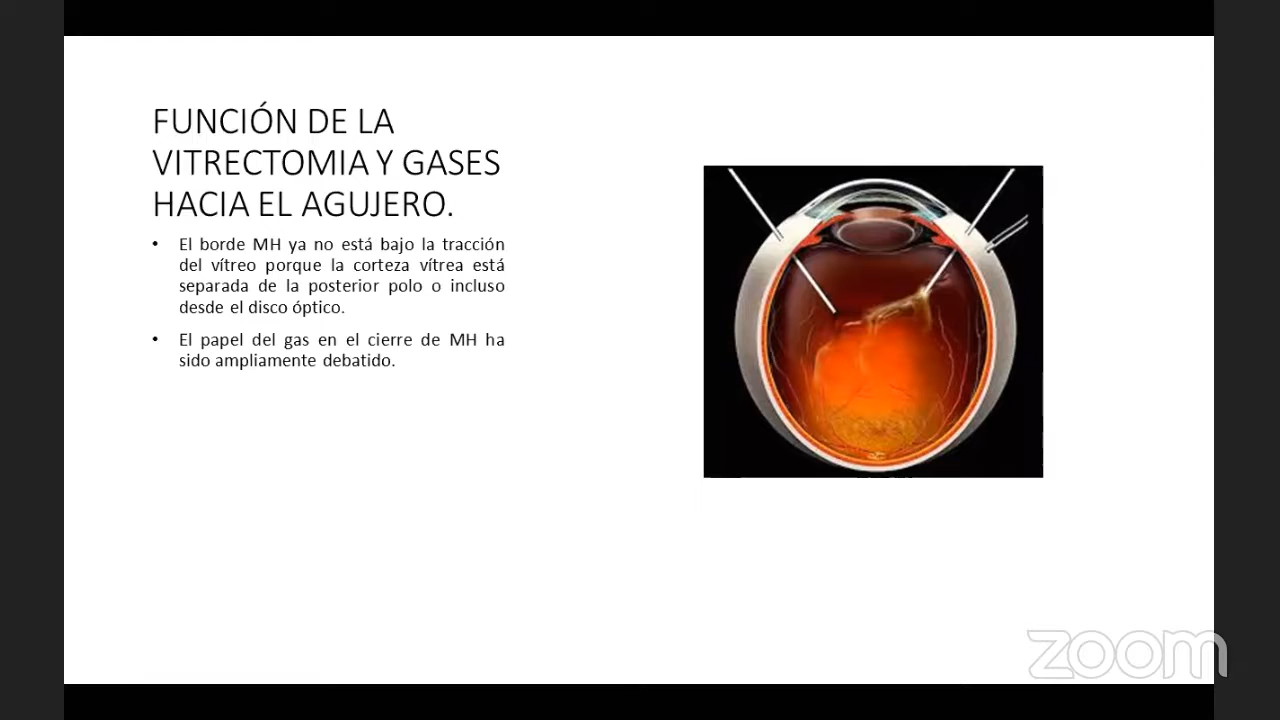 FUNCIÓN DE LA
VITRECTOMIA Y GASES
HACIA EL AGUJERO.
• El borde MH ya no está bajo la tracción
del vítreo porque la corteza vítrea está
separada de la posterior polo o incluso
desde el disco óptico.
• El papel del gas en el cierre de MH ha
sido ampliamente debatido.
zoom